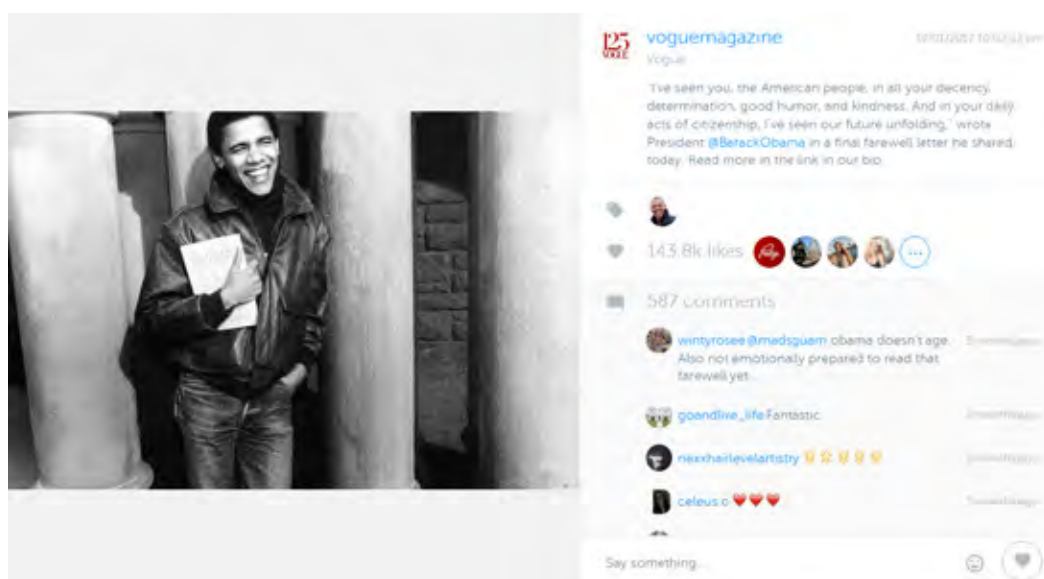 125
VOGUE
voguemagazine
Vogue
"I've seen you, the American people, in all your decency,
determination, good humor, and kindness. And in your daily
acts of citizenship, I've seen our future unfolding," wrote
President @BarackObama in a final farewell letter he shared
today. Read more in the link in our bio.
143.8k likes
587 comments
wintyrosee @madsguam obama doesn't age.
Also not emotionally prepared to read that
farewell yet
goandlive_life Fantastic
nexxhairlevelartistry
celeus.o ❤️❤️❤️
Say something...